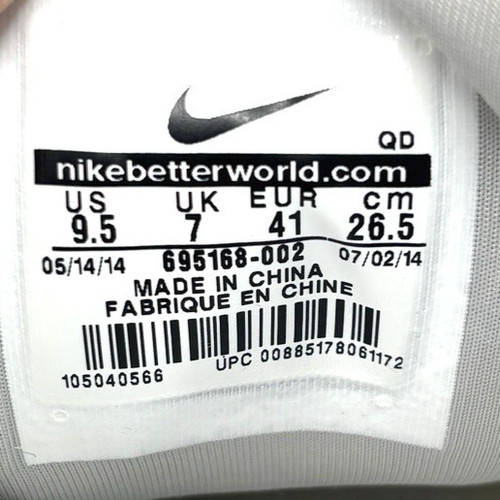 QD
nikebetterworld.com
US UK EUR cm
9.5 7 41 26.5
05/14/14 695168-002 07/02/14
MADE IN CHINA
FABRIQUE EN CHINE
105040566 UPC 00885178061172